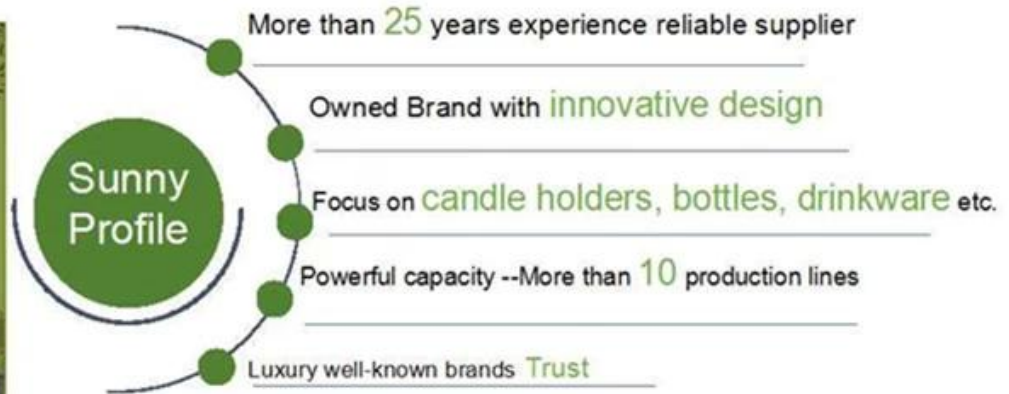 More than 25 years experience reliable supplier
Owned Brand with innovative design
Sunny
Profile
Focus on candle holders, bottles, drinkware etc.
Powerful capacity --More than 10 production lines
Luxury well-known brands Trust